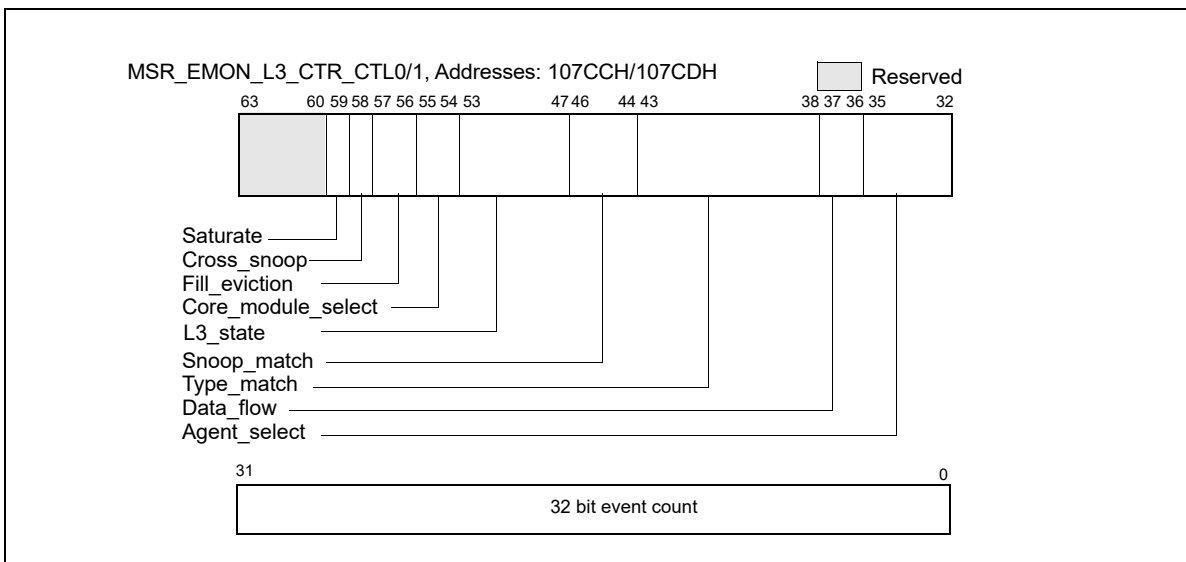 MSR_EMON_L3_CTR_CTL0/1, Addresses: 107CCH/107CDH
Reserved
63 60 59 58 57 56 55 54 53 47 46 44 43 38 37 36 35 32
Saturate
Cross_snoop
Fill_eviction
Core_module_select
L3_state
Snoop_match
Type_match
Data_flow
Agent_select
31 0
32 bit event count